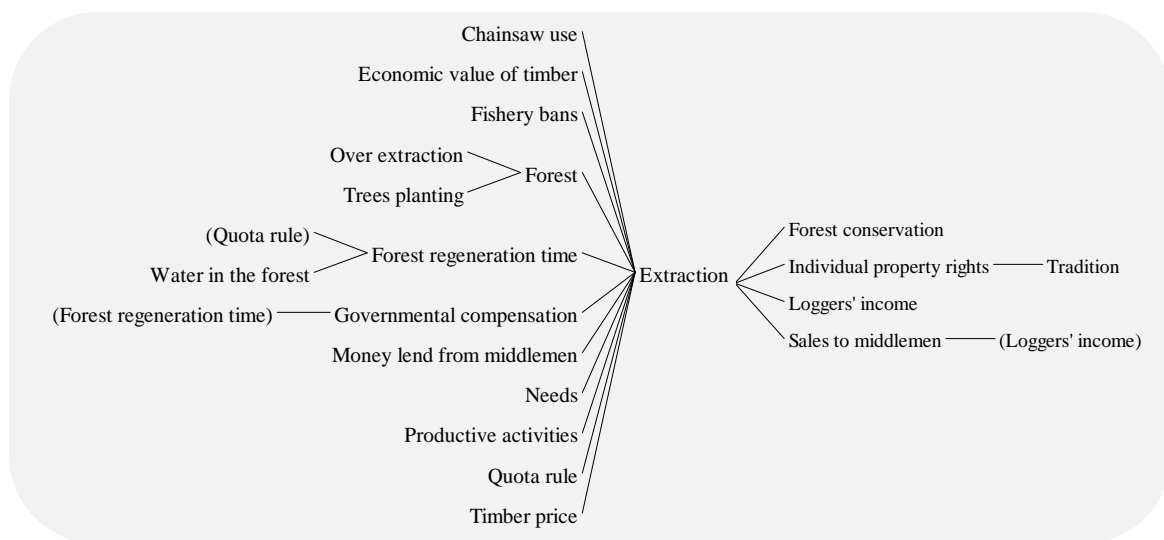 Chainsaw use
Economic value of timber
Fishery bans
Over extraction
Forest
Trees planting
(Quota rule)
Forest regeneration time
Water in the forest
(Forest regeneration time)
Governmental compensation
Money lend from middlemen
Needs
Productive activities
Quota rule
Timber price
Extraction
Forest conservation
Individual property rights
Tradition
Loggers' income
Sales to middlemen
(Loggers' income)